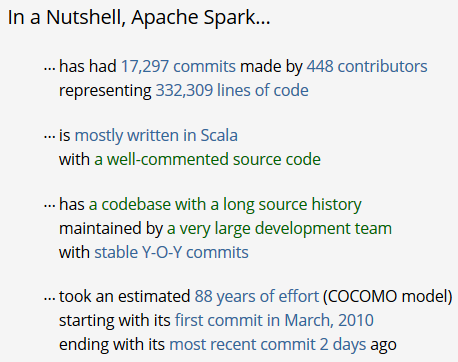 In a Nutshell, Apache Spark...
... has had 17,297 commits made by 448 contributors
representing 332,309 lines of code
... is mostly written in Scala
with a well-commented source code
... has a codebase with a long source history
maintained by a very large development team
with stable Y-O-Y commits
... took an estimated 88 years of effort (COCOMO model)
starting with its first commit in March, 2010
ending with its most recent commit 2 days ago